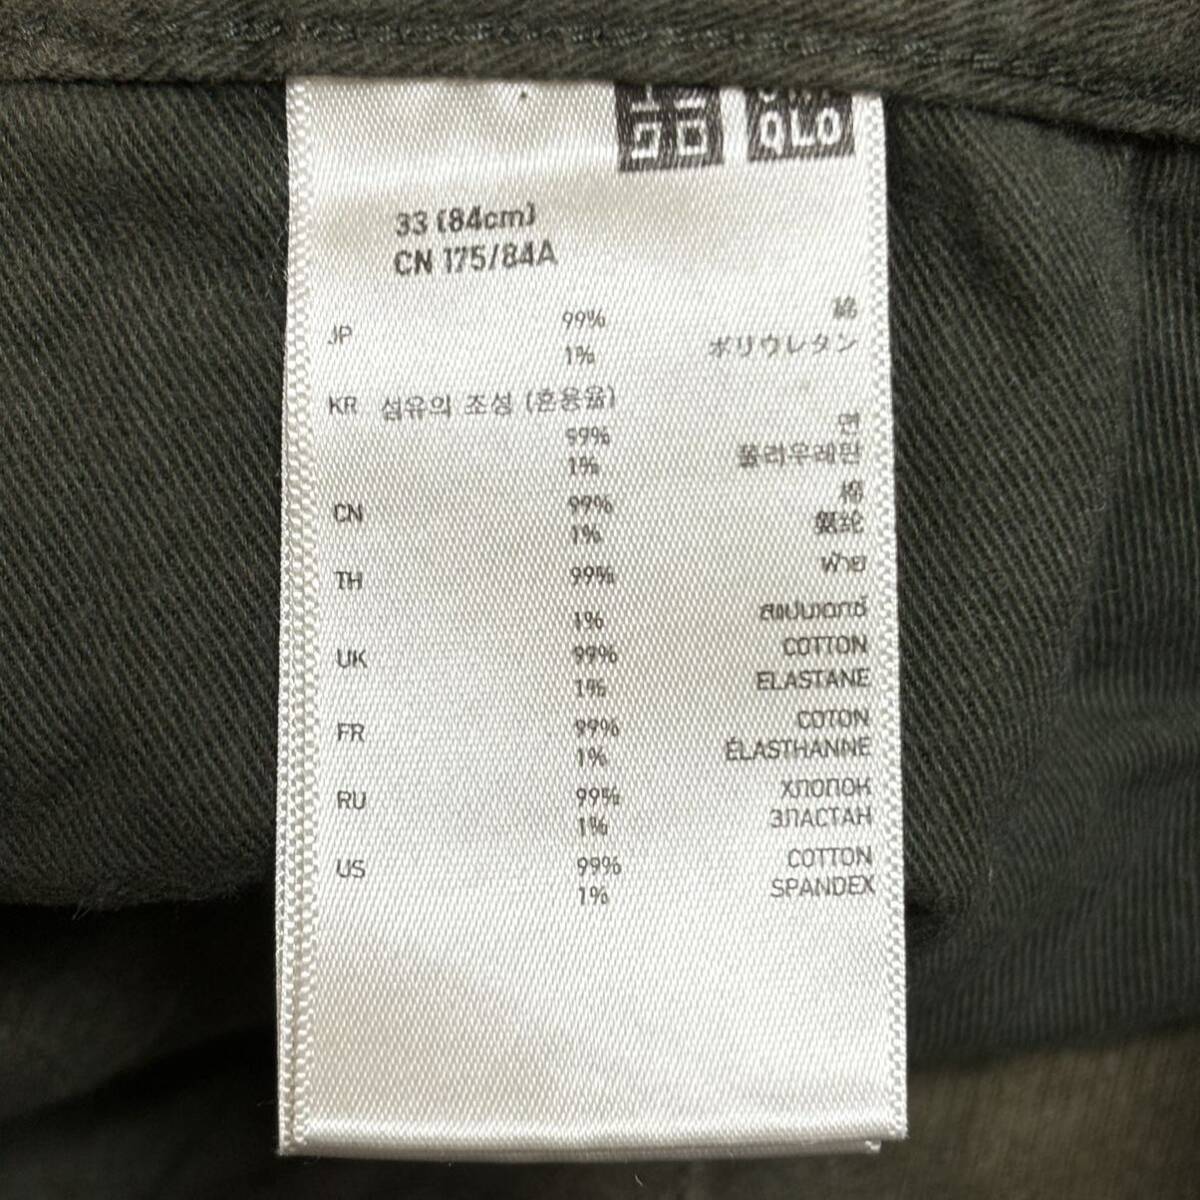 クロ QLO
33 (84cm)
CN 175/84A
JP 99% 綿
1% ポリウレタン
KR 섬유의 조성 (혼용율)
99% 면
1% 폴리우레탄
CN 99% 棉
1% 氨纶
TH 99% ฝ้าย
1% สแปนเดกซ์
UK 99% COTTON
1% ELASTANE
FR 99% COTON
1% ÉLASTHANNE
RU 99% ХЛОПОК
1% ЭЛАСТАН
US 99% COTTON
1% SPANDEX